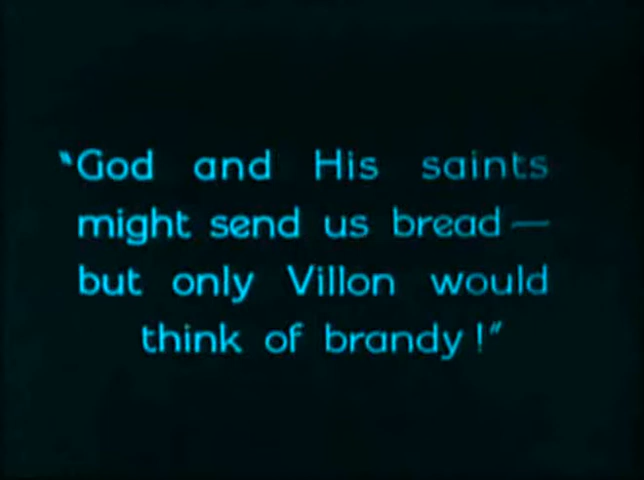 "God and His saints
might send us bread —
but only Villon would
think of brandy!"